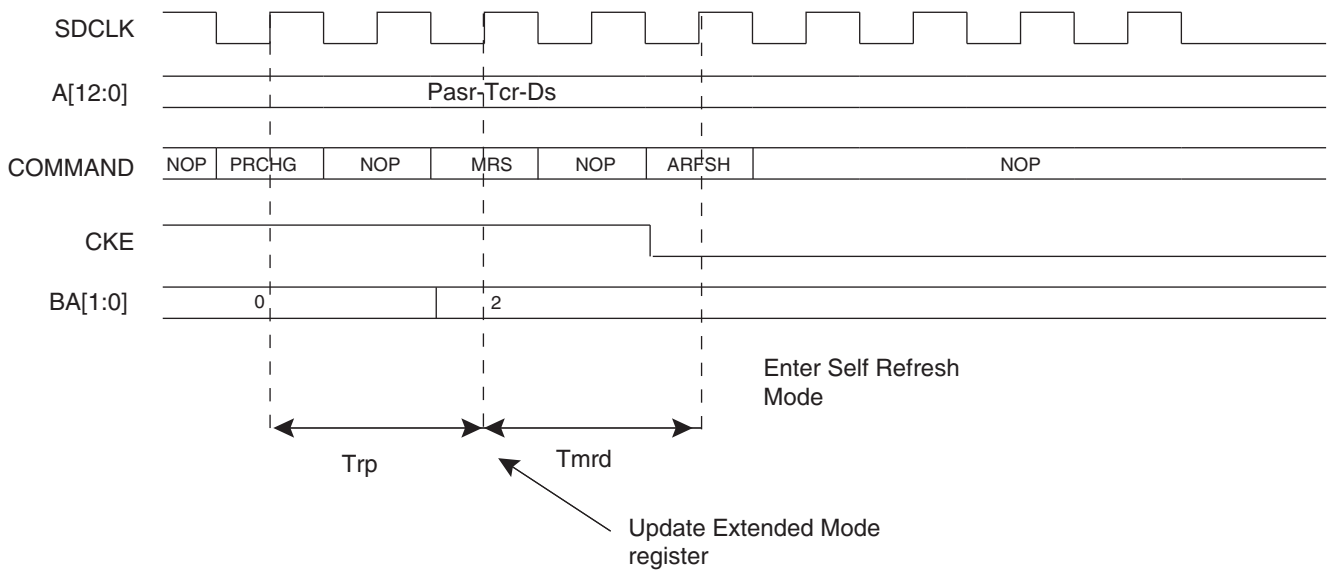 SDCLK
A[12:0] Pasr-Tcr-Ds
COMMAND NOP PRCHG NOP MRS NOP ARFSH NOP
CKE
BA[1:0] 0 2
Enter Self Refresh
Mode
Trp Tmrd
Update Extended Mode
register